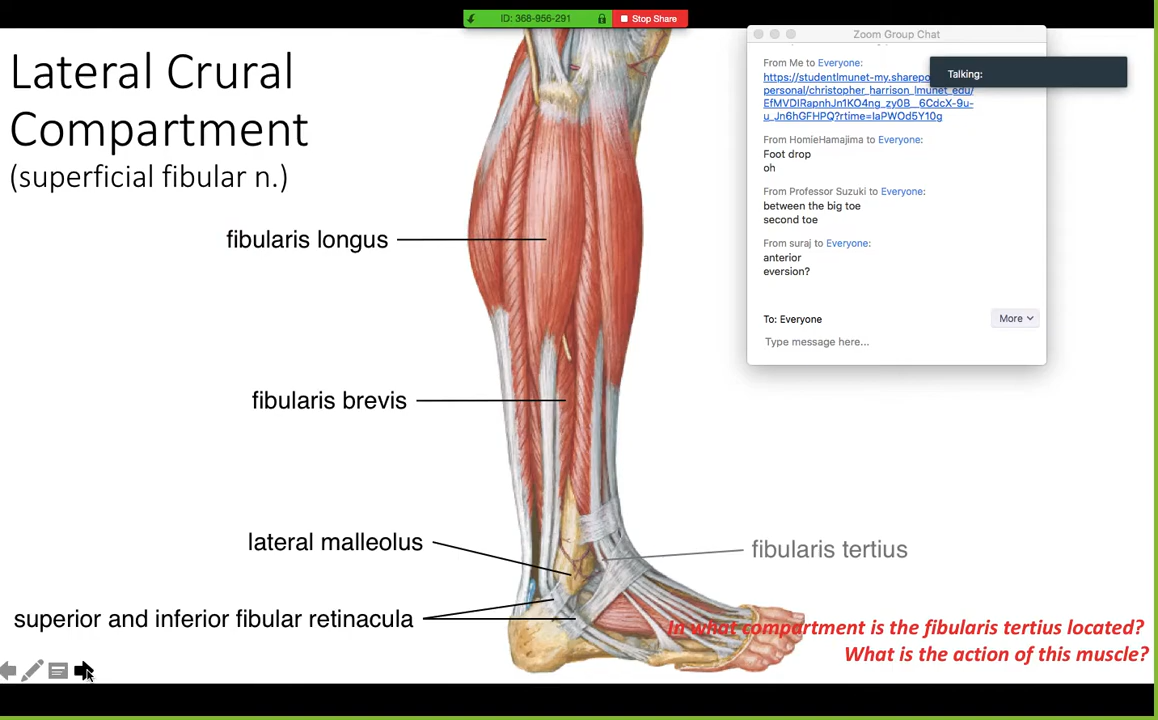 ID: 368-956-291
Stop Share
Lateral Crural
Compartment
(superficial fibular n.)
fibularis longus
fibularis brevis
lateral malleolus
superior and inferior fibular retinacula
fibularis tertius
In what compartment is the fibularis tertius located?
What is the action of this muscle?
Zoom Group Chat
Talking:
From Me to Everyone:
https://studentlmunet-my.sharepo
personal/christopher_harrison_lmunet_edu/
EfMVDIRapnhJn1KO4ng_zy0B__6CdcX-9u-
u_Jn6hGFHPQ?rtime=IaPWOd5Y10g
From HomieHamajima to Everyone:
Foot drop
oh
From Professor Suzuki to Everyone:
between the big toe
second toe
From suraj to Everyone:
anterior
eversion?
To: Everyone
More
Type message here...